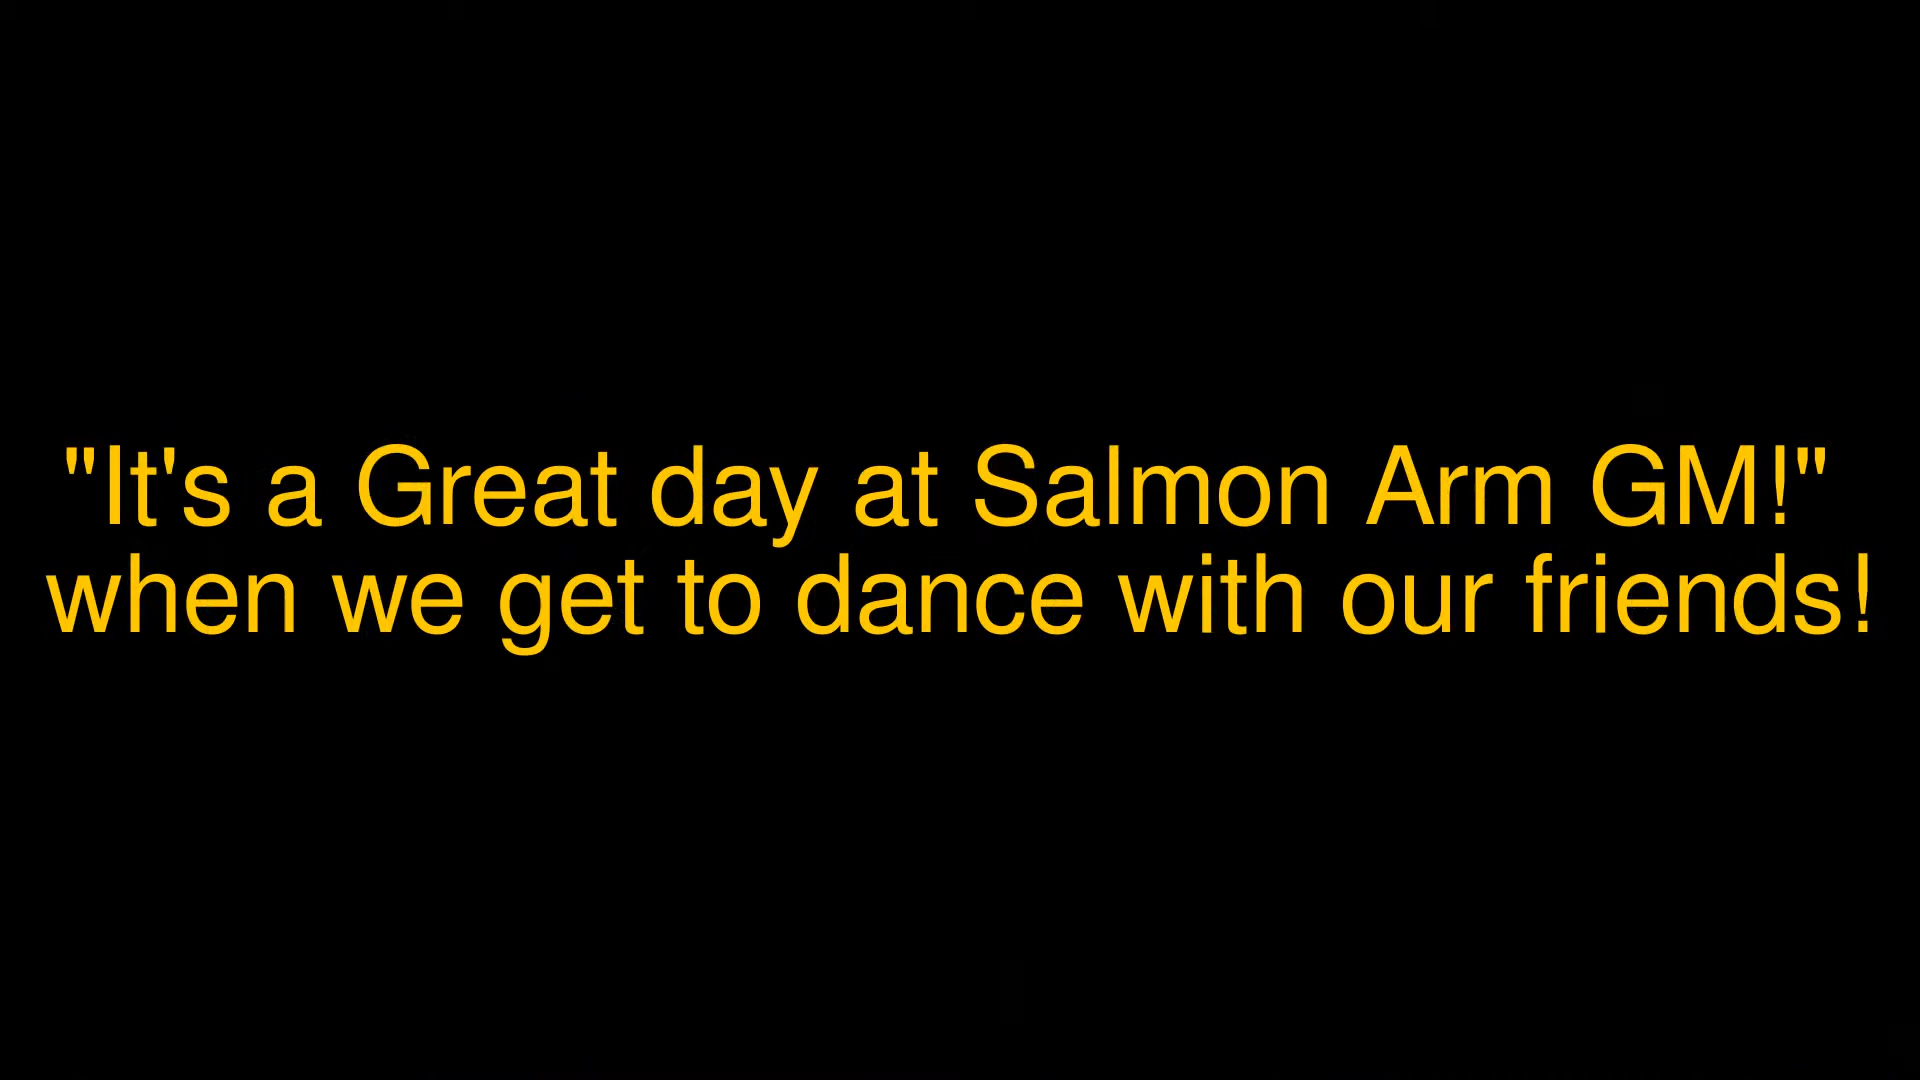 "It's a Great day at Salmon Arm GM!"
when we get to dance with our friends!